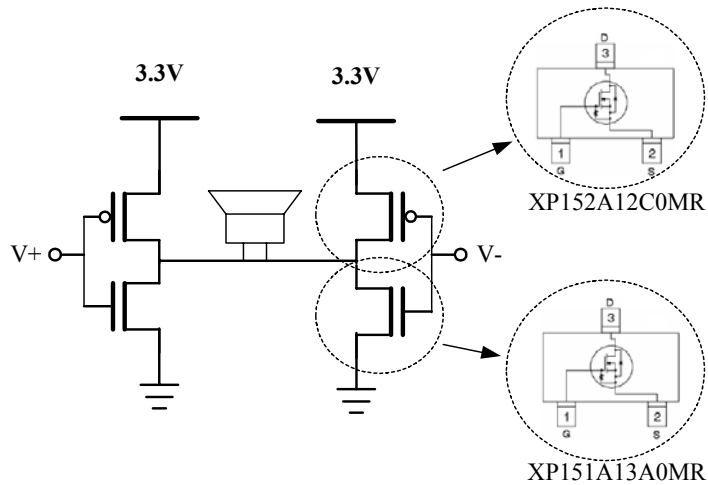 3.3V
3.3V
V+
V-
D
3
1
2
G
S
XP152A12C0MR
D
3
1
2
G
S
XP151A13A0MR